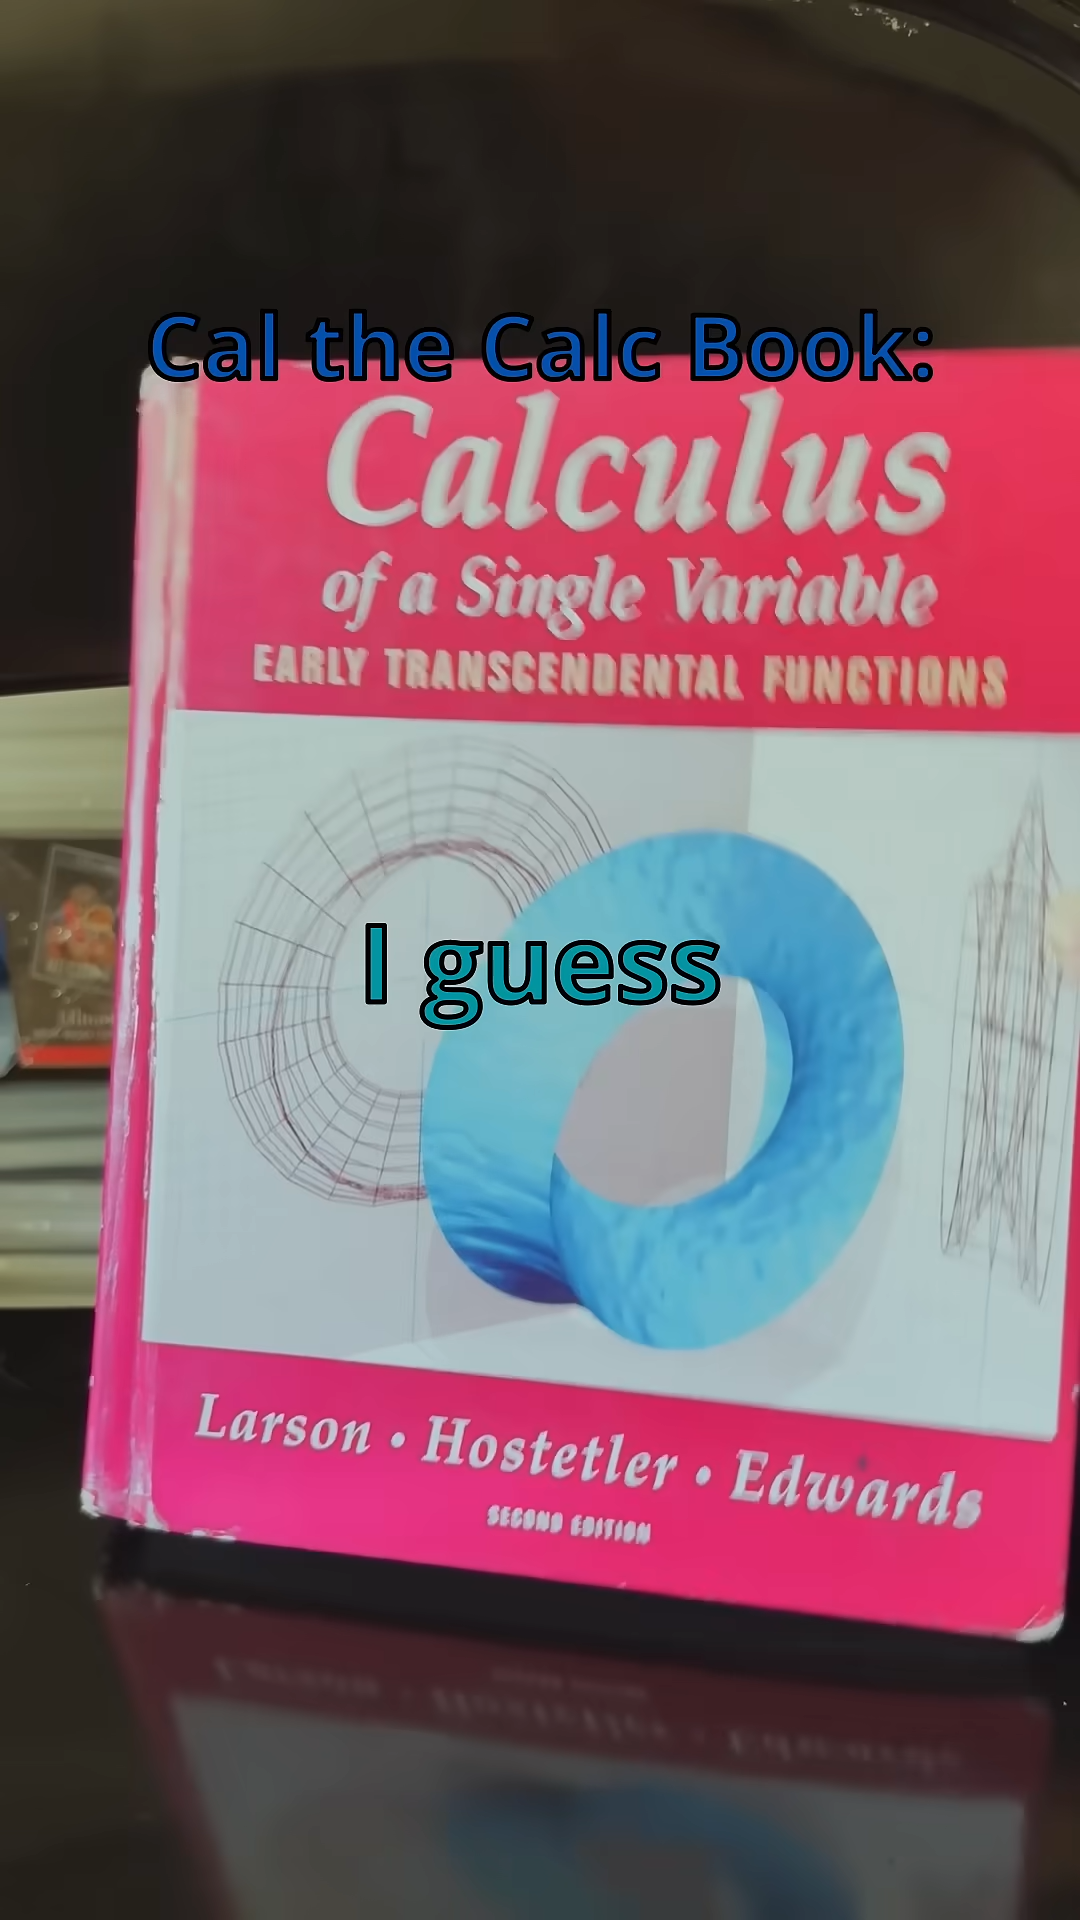 Cal the Calc Book:
Calculus
of a Single Variable
EARLY TRANSCENDENTAL FUNCTIONS
I guess
Larson • Hostetler • Edwards
SECOND EDITION